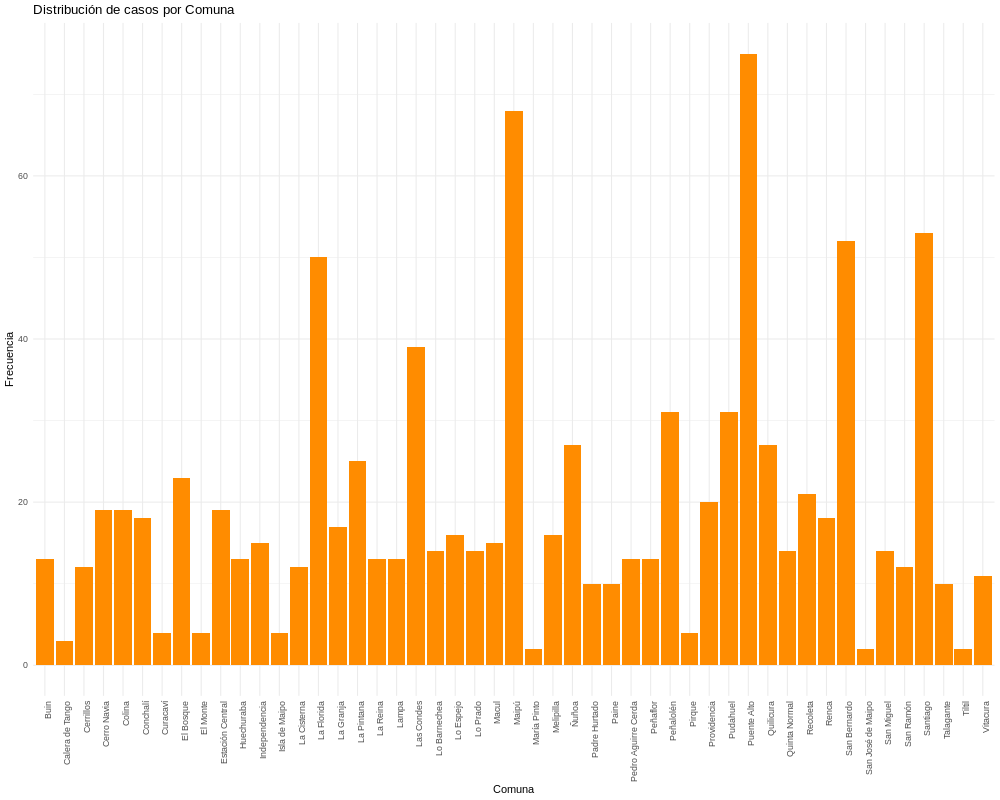 Distribución de casos por Comuna
Frecuencia
60
40
20
0
Buin
Calera de Tango
Cerrillos
Cerro Navia
Colina
Conchalí
Curacaví
El Bosque
El Monte
Estación Central
Huechuraba
Independencia
Isla de Maipo
La Cisterna
La Florida
La Granja
La Pintana
La Reina
Lampa
Las Condes
Lo Barnechea
Lo Espejo
Lo Prado
Macul
Maipú
María Pinto
Melipilla
Ñuñoa
Padre Hurtado
Paine
Pedro Aguirre Cerda
Peñaflor
Peñalolén
Pirque
Providencia
Pudahuel
Puente Alto
Quilicura
Quinta Normal
Recoleta
Renca
San Bernardo
San José de Maipo
San Miguel
San Ramón
Santiago
Talagante
Tiltil
Vitacura
Comuna